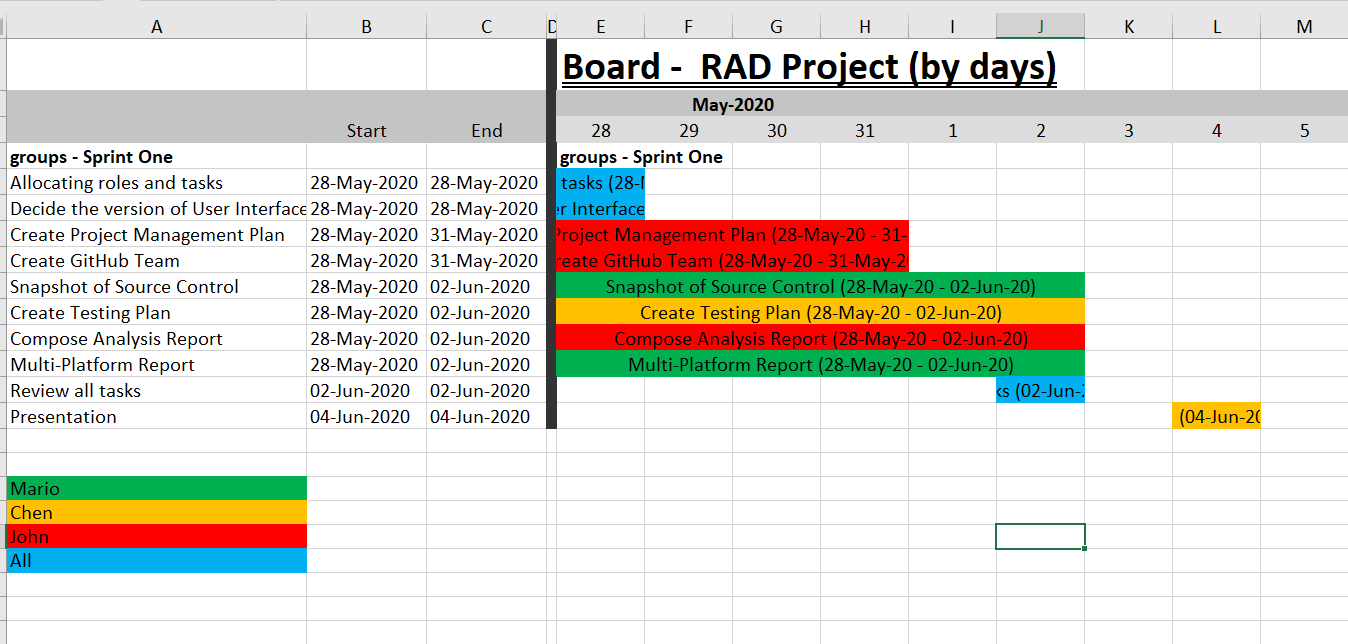 A B C D E F G H I J K L M
Board - RAD Project (by days)
May-2020
Start End 28 29 30 31 1 2 3 4 5
groups - Sprint One groups - Sprint One
Allocating roles and tasks 28-May-2020 28-May-2020 tasks (28-
Decide the version of User Interface 28-May-2020 28-May-2020 r Interface
Create Project Management Plan 28-May-2020 31-May-2020 Project Management Plan (28-May-20 - 31-
Create GitHub Team 28-May-2020 31-May-2020 reate GitHub Team (28-May-20 - 31-May-2
Snapshot of Source Control 28-May-2020 02-Jun-2020 Snapshot of Source Control (28-May-20 - 02-Jun-20)
Create Testing Plan 28-May-2020 02-Jun-2020 Create Testing Plan (28-May-20 - 02-Jun-20)
Compose Analysis Report 28-May-2020 02-Jun-2020 Compose Analysis Report (28-May-20 - 02-Jun-20)
Multi-Platform Report 28-May-2020 02-Jun-2020 Multi-Platform Report (28-May-20 - 02-Jun-20)
Review all tasks 02-Jun-2020 02-Jun-2020 ks (02-Jun-
Presentation 04-Jun-2020 04-Jun-2020 (04-Jun-20
Mario
Chen
John
All